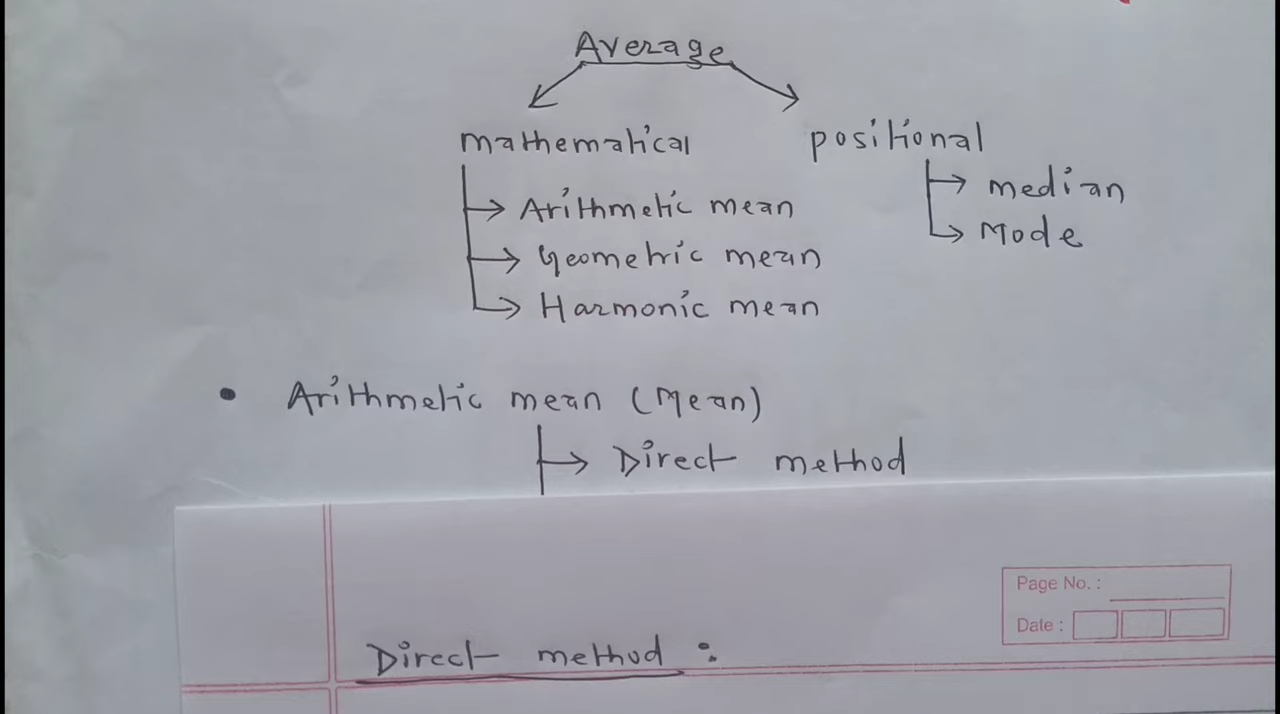 Average
mathematical
positional
Arithmetic mean
Geometric mean
Harmonic mean
median
Mode
• Arithmetic mean (Mean)
Direct method
Page No. :
Date :
Direct method :